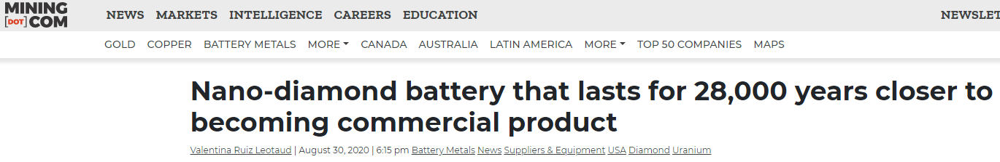 MINING
[DOT]COM
NEWS MARKETS INTELLIGENCE CAREERS EDUCATION
NEWSLET
GOLD COPPER BATTERY METALS MORE CANADA AUSTRALIA LATIN AMERICA MORE TOP 50 COMPANIES MAPS
Nano-diamond battery that lasts for 28,000 years closer to
becoming commercial product
Valentina Ruiz Leotaud | August 30, 2020 | 6:15 pm Battery Metals News Suppliers & Equipment USA Diamond Uranium